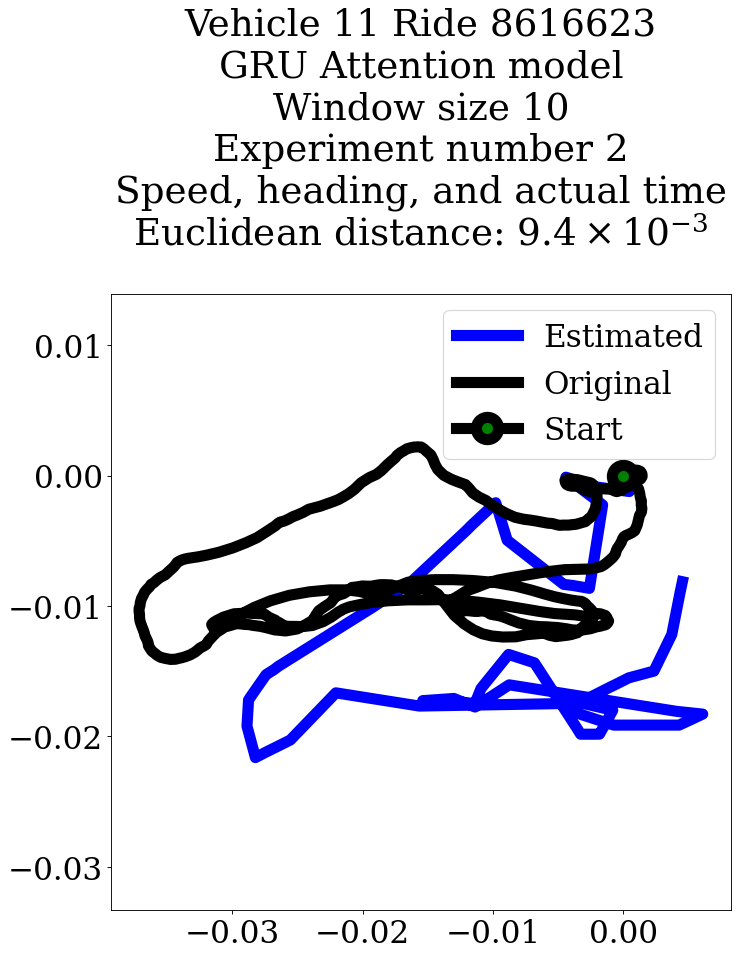 Vehicle 11 Ride 8616623
GRU Attention model
Window size 10
Experiment number 2
Speed, heading, and actual time
Euclidean distance: 9.4 × 10⁻³
Estimated
Original
Start
0.01
0.00
−0.01
−0.02
−0.03
−0.03 −0.02 −0.01 0.00